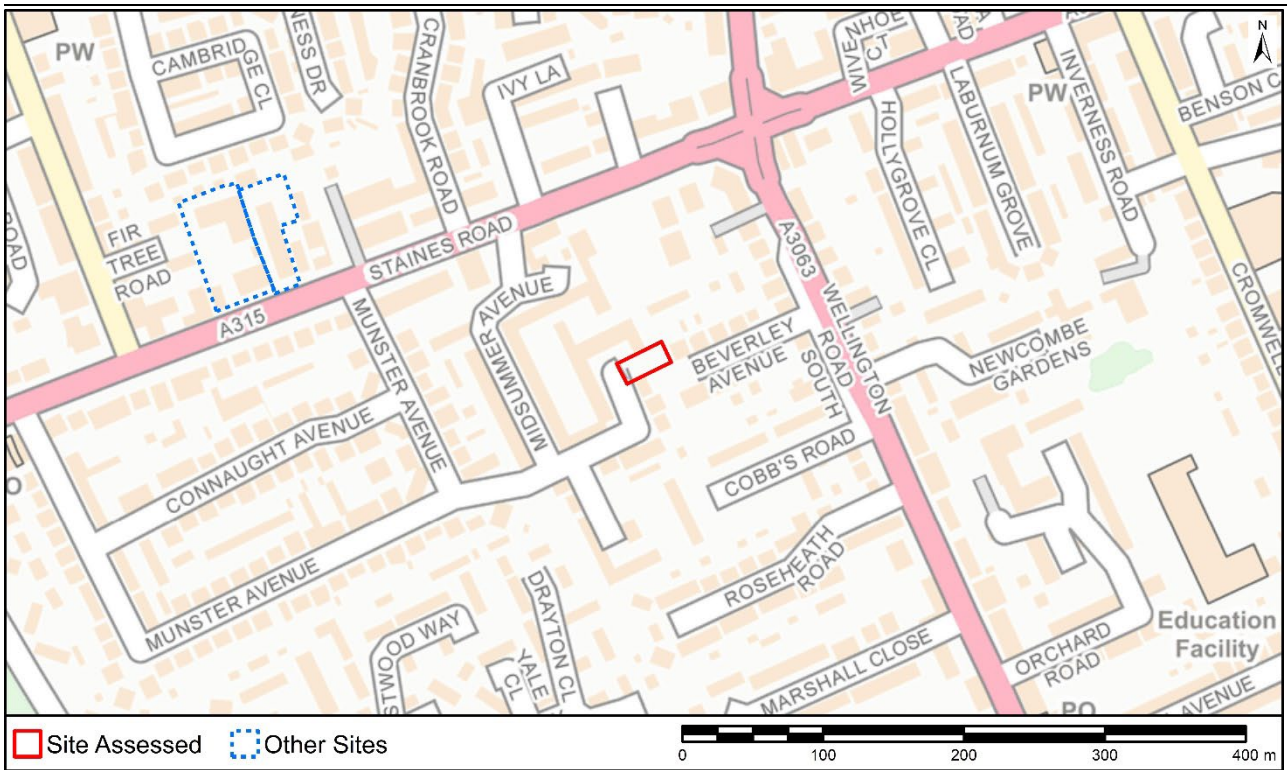 N
PW
CAMBRIDGE CL
NESS DR
CRANBROOK ROAD
IVY LA
WIVENHOE CT
LABURNUM GROVE
HOLLYGROVE CL
PW
INVERNESS ROAD
BENSON C
CROMWELL
ROAD
FIR
TREE
ROAD
A315
STAINES ROAD
MUNSTER AVENUE
MIDSUMMER AVENUE
A3063 WELLINGTON
ROAD
SOUTH
BEVERLEY
AVENUE
NEWCOMBE
GARDENS
CONNAUGHT AVENUE
COBB'S ROAD
ROSEHEATH
ROAD
MUNSTER AVENUE
DRAYTON CL
YALE
CL
STWOOD WAY
MARSHALL CLOSE
ORCHARD
ROAD
Education
Facility
PO
AVENUE
Site Assessed
Other Sites
0 100 200 300 400 m